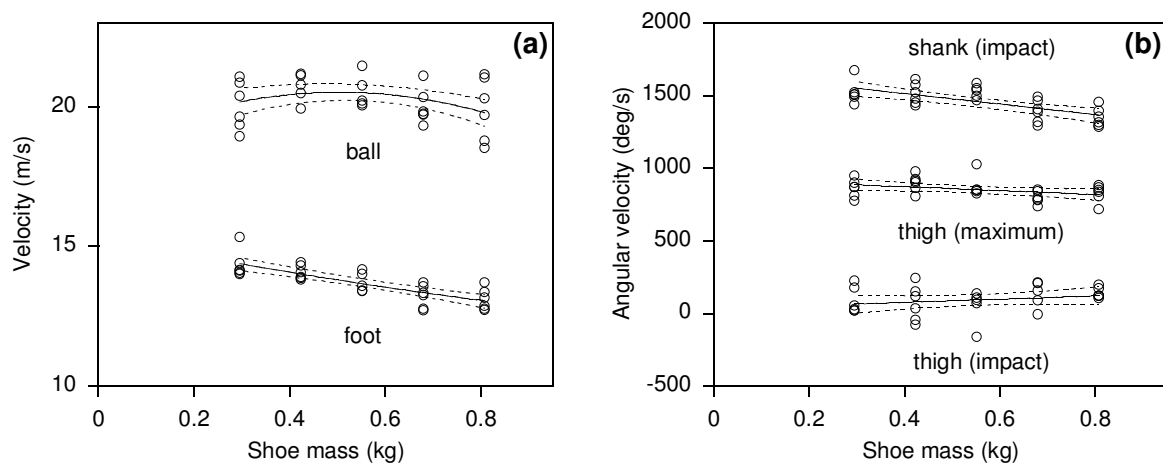 (a)
20
15
10
Velocity (m/s)
ball
foot
0
0.2
0.4
0.6
0.8
Shoe mass (kg)
(b)
2000
1500
1000
500
0
-500
Angular velocity (deg/s)
shank (impact)
thigh (maximum)
thigh (impact)
0
0.2
0.4
0.6
0.8
Shoe mass (kg)